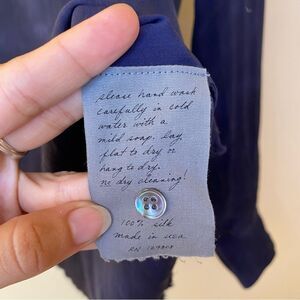 please hand wash
carefully in cold
water with a
mild soap. lay
flat to dry or
hang to dry.
no dry cleaning!
100% silk
made in usa
RN